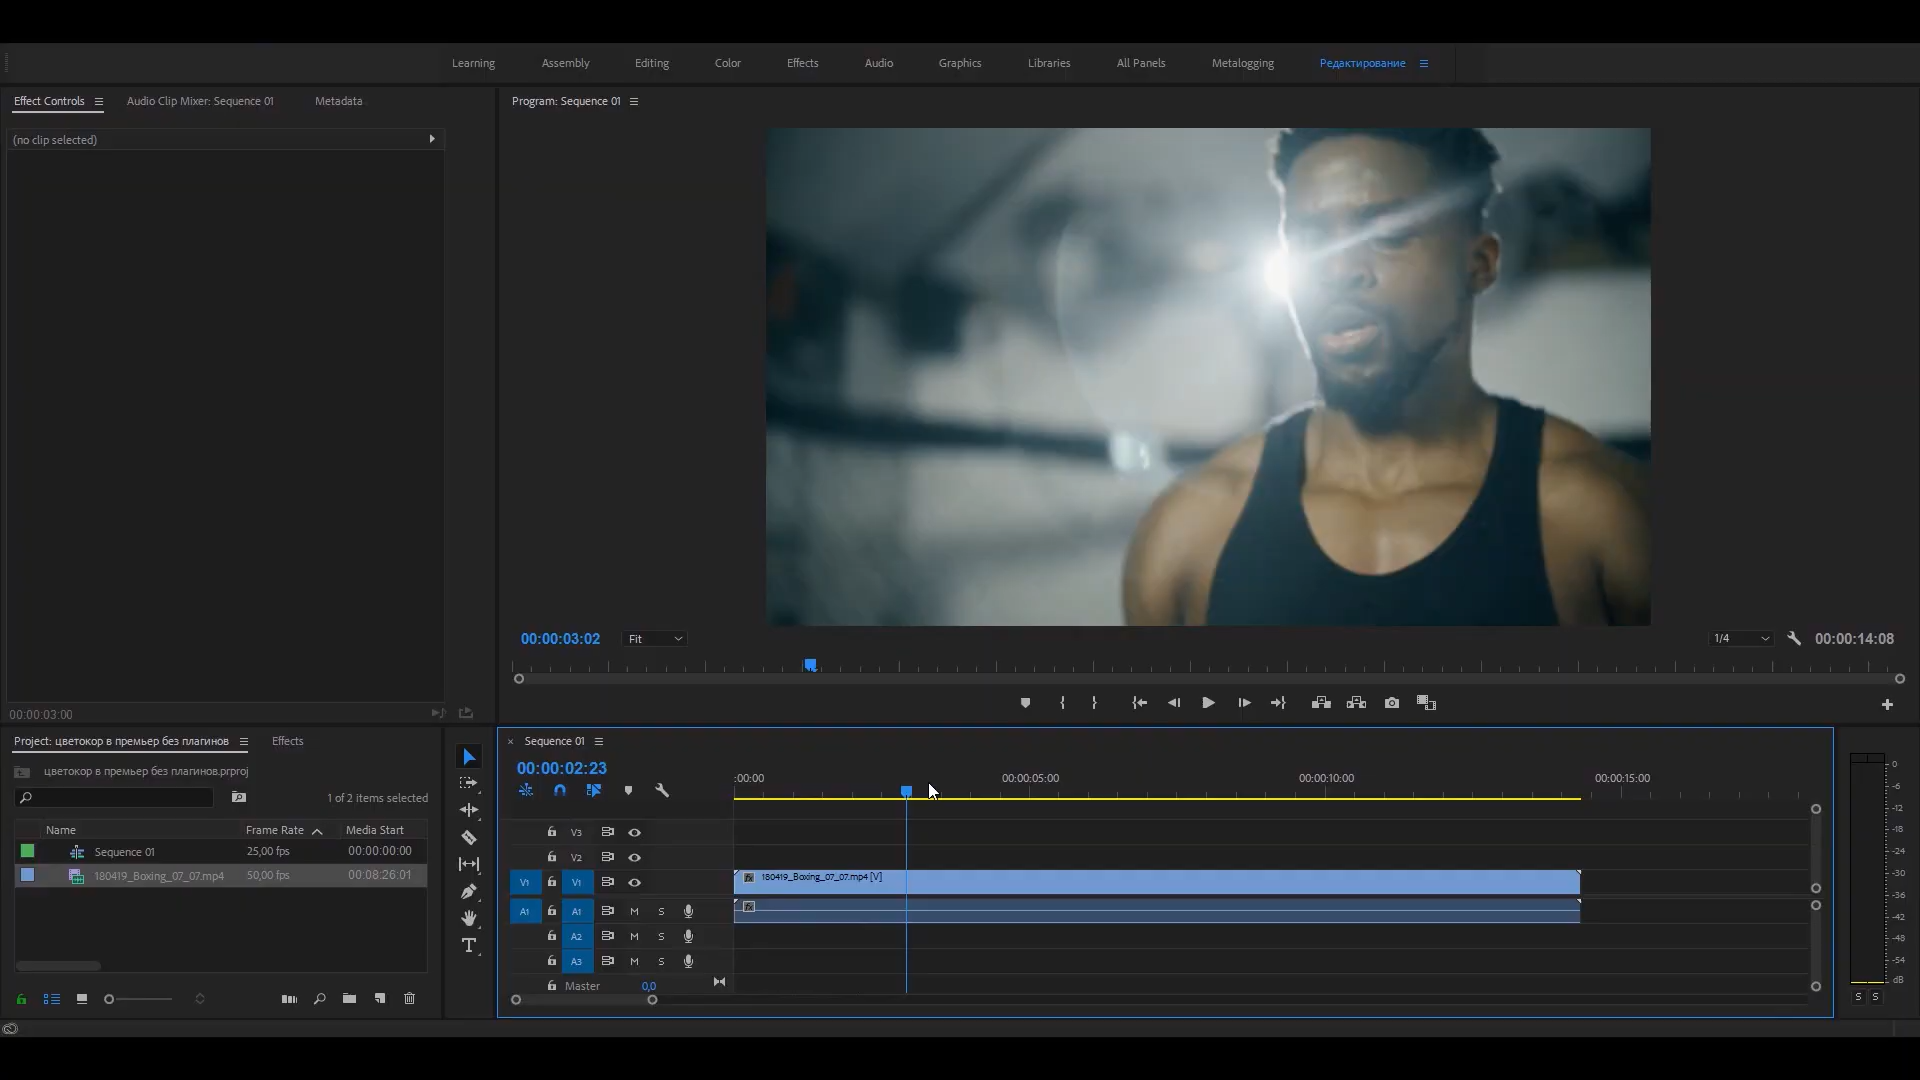 Learning Assembly Editing Color Effects Audio Graphics Libraries All Panels Metalogging Редактирование
Effect Controls Audio Clip Mixer: Sequence 01 Metadata
(no clip selected)
00:00:03:00
Program: Sequence 01
00:00:03:02 Fit 1/4 00:00:14:08
Project: цветокор в премьер без плагинов Effects
цветокор в премьер без плагинов.prproj
1 of 2 items selected
Name Frame Rate Media Start
Sequence 01 25,00 fps 00:00:00:00
180419_Boxing_07_07.mp4 50,00 fps 00:08:26:01
× Sequence 01
00:00:02:23
:00:00 00:00:05:00 00:00:10:00 00:00:15:00
V3
V2
V1 V1 180419_Boxing_07_07.mp4 [V]
A1 A1 M S
A2 M S
A3 M S
Master 0,0
0
-6
-12
-18
-24
-30
-36
-42
-48
-54
dB
S S